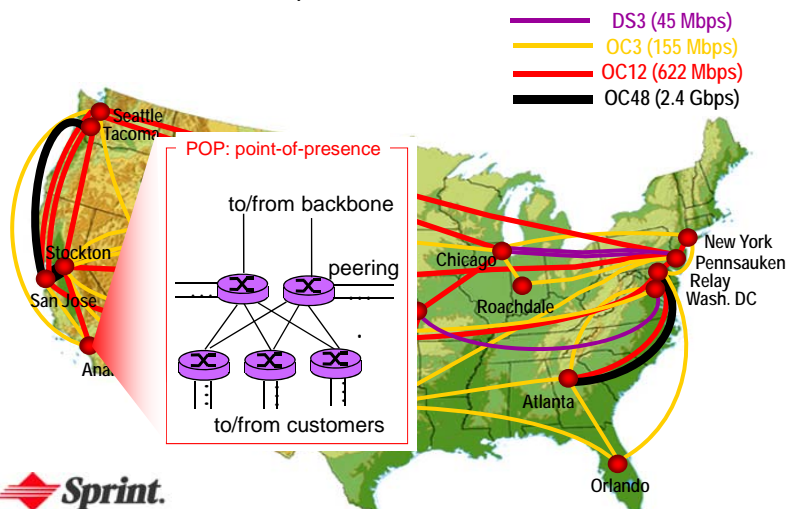 DS3 (45 Mbps)
OC3 (155 Mbps)
OC12 (622 Mbps)
OC48 (2.4 Gbps)
Seattle
Tacoma
POP: point-of-presence
to/from backbone
peering
Stockton
San Jose
Chicago
Roachdale
New York
Pennsauken
Relay
Wash. DC
Atlanta
to/from customers
Orlando
Sprint.